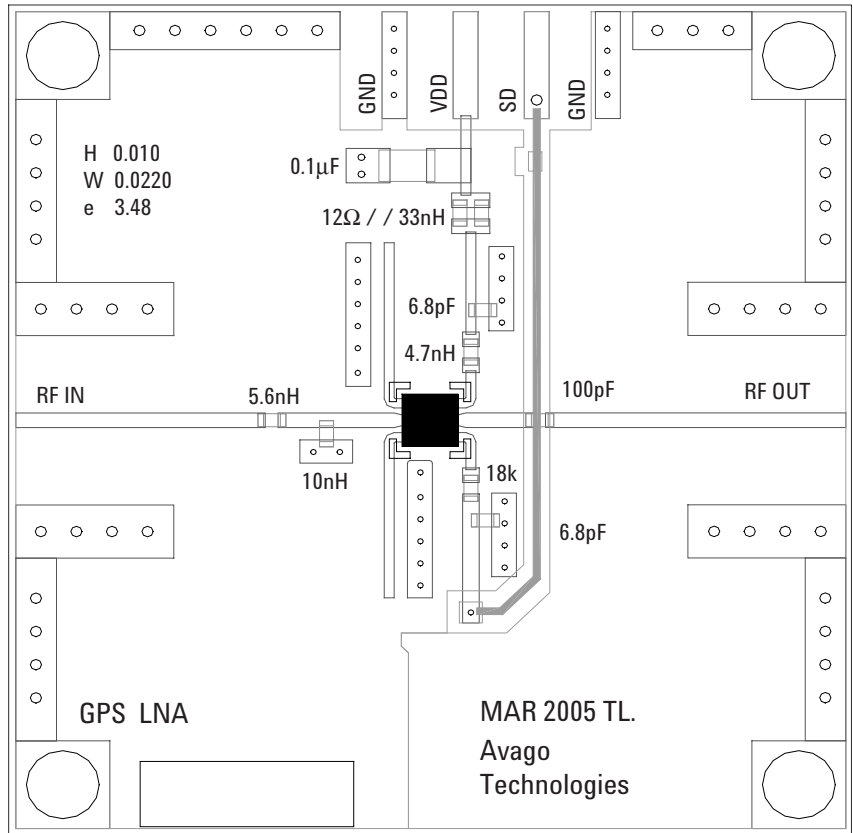 GND
VDD
SD
GND
H 0.010
W 0.0220
e 3.48
0.1μF
12Ω / / 33nH
6.8pF
4.7nH
RF IN
5.6nH
100pF
RF OUT
10nH
18k
6.8pF
GPS LNA
MAR 2005 TL.
Avago
Technologies